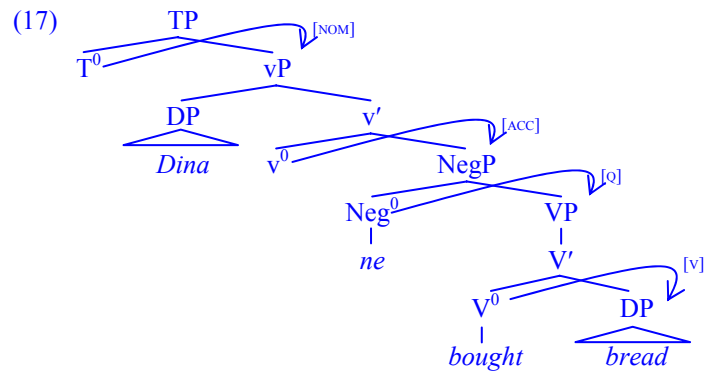 (17)
TP
[NOM]
T⁰ vP
DP v′
[ACC]
Dina v⁰ NegP
[Q]
Neg⁰ VP
ne V′
[V]
V⁰ DP
bought bread